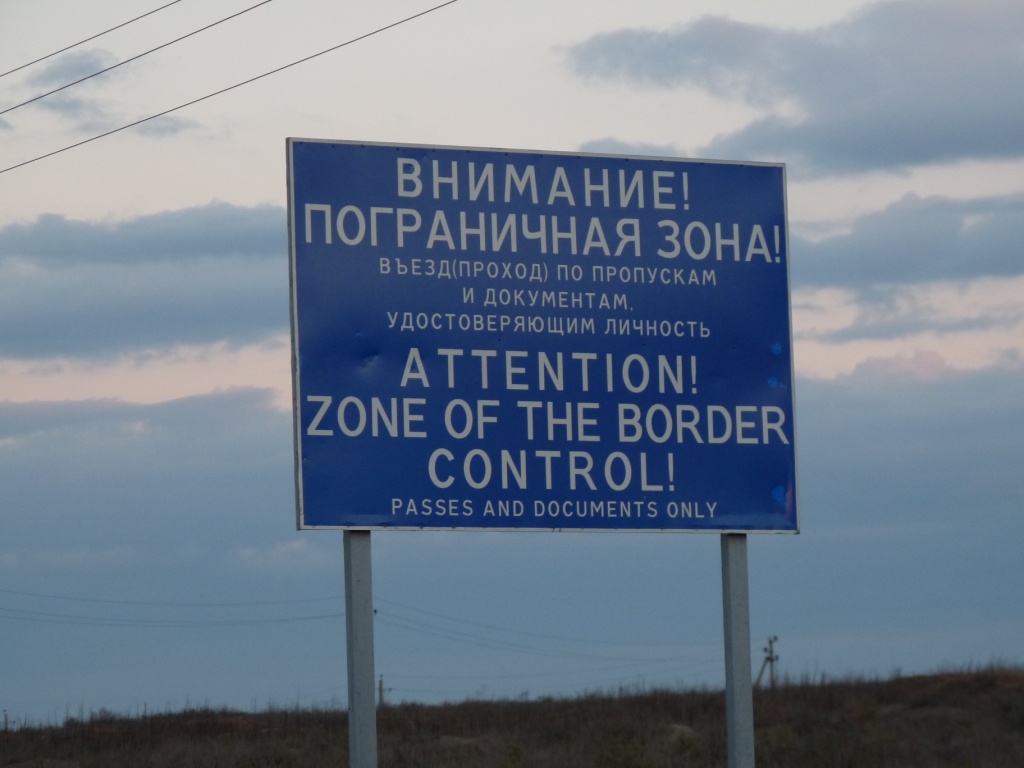 ВНИМАНИЕ!
ПОГРАНИЧНАЯ ЗОНА!
ВЪЕЗД(ПРОХОД) ПО ПРОПУСКАМ
И ДОКУМЕНТАМ,
УДОСТОВЕРЯЮЩИМ ЛИЧНОСТЬ
ATTENTION!
ZONE OF THE BORDER
CONTROL!
PASSES AND DOCUMENTS ONLY